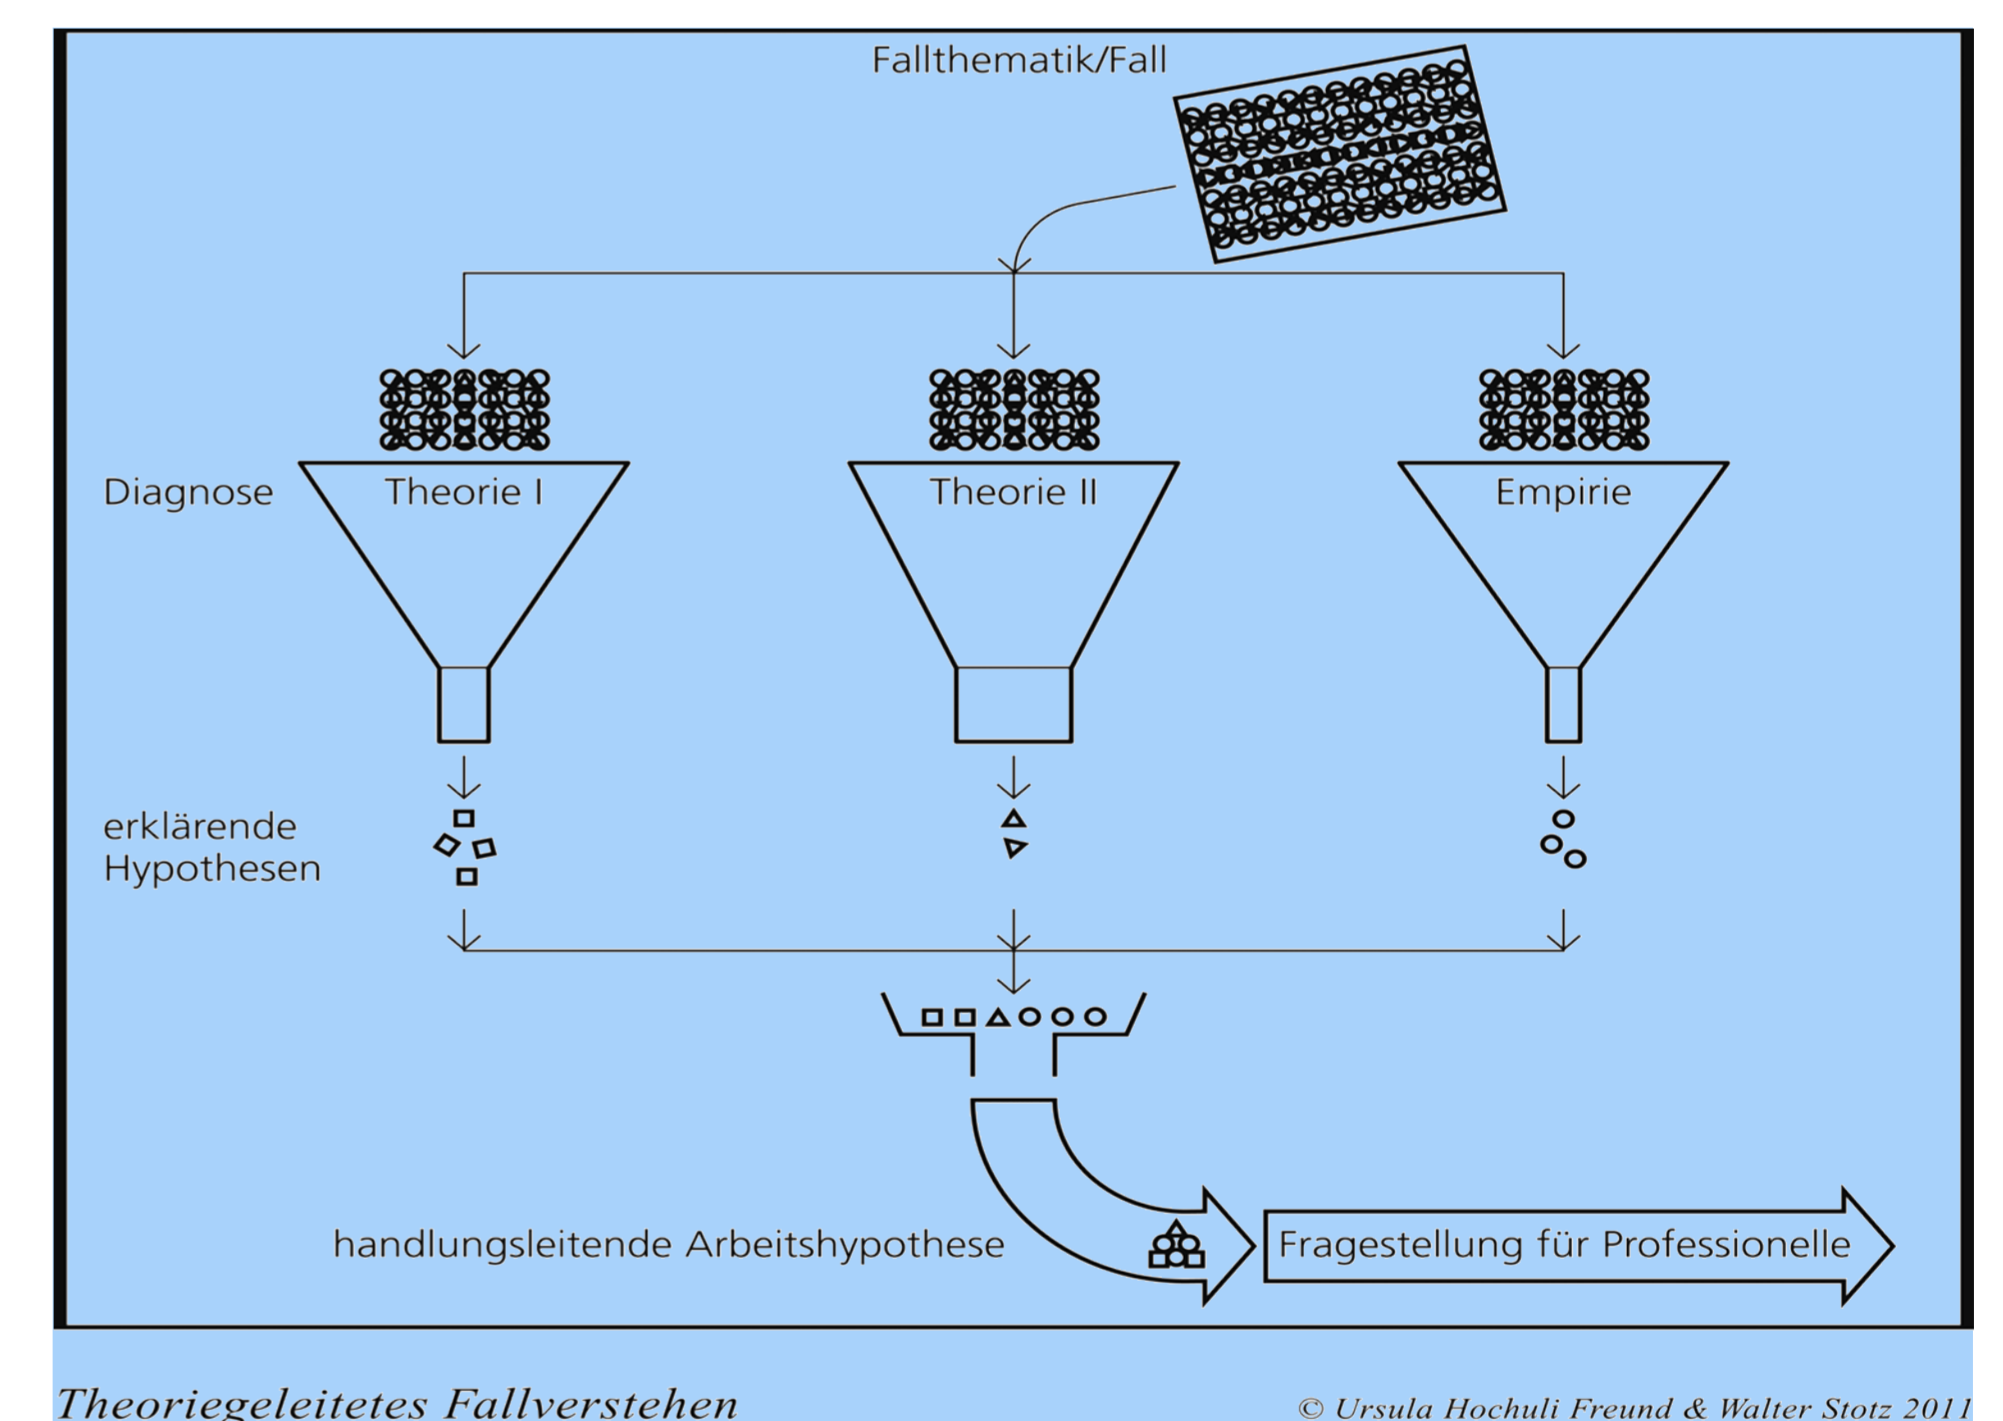 Fallthematik/Fall
Diagnose
Theorie I
Theorie II
Empirie
erklärende
Hypothesen
handlungsleitende Arbeitshypothese
Fragestellung für Professionelle
Theoriegeleitetes Fallverstehen
© Ursula Hochuli Freund & Walter Stotz 2011